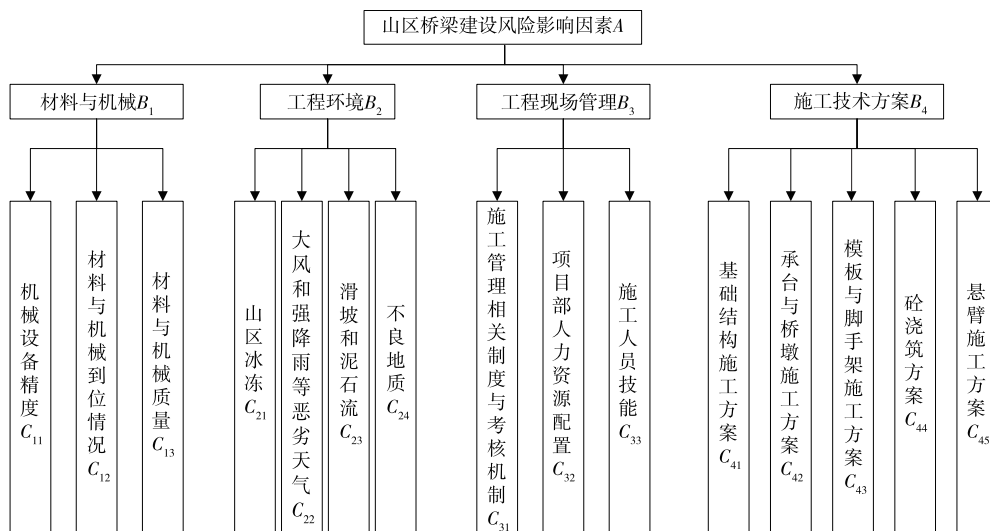 山区桥梁建设风险影响因素A
材料与机械B₁
工程环境B₂
工程现场管理B₃
施工技术方案B₄
机械设备精度C₁₁
材料与机械到位情况C₁₂
材料与机械质量C₁₃
山区冰冻C₂₁
大风和强降雨等恶劣天气C₂₂
滑坡和泥石流C₂₃
不良地质C₂₄
施工管理相关制度与考核机制C₃₁
项目部人力资源配置C₃₂
施工人员技能C₃₃
基础结构施工方案C₄₁
承台与桥墩施工方案C₄₂
模板与脚手架施工方案C₄₃
砼浇筑方案C₄₄
悬臂施工方案C₄₅